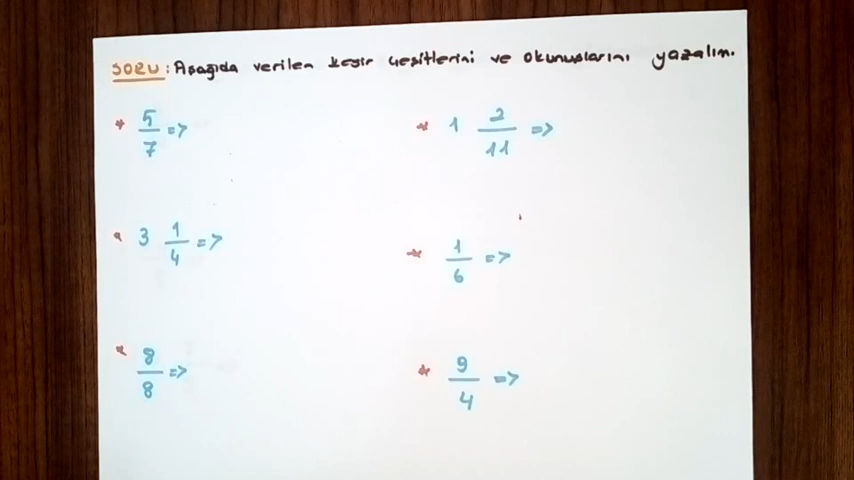 SORU: Aşağıda verilen kesir çeşitlerini ve okunuşlarını yazalım.
* 5/7 =>
* 1 2/11 =>
* 3 1/4 =>
* 1/6 =>
* 8/8 =>
* 9/4 =>